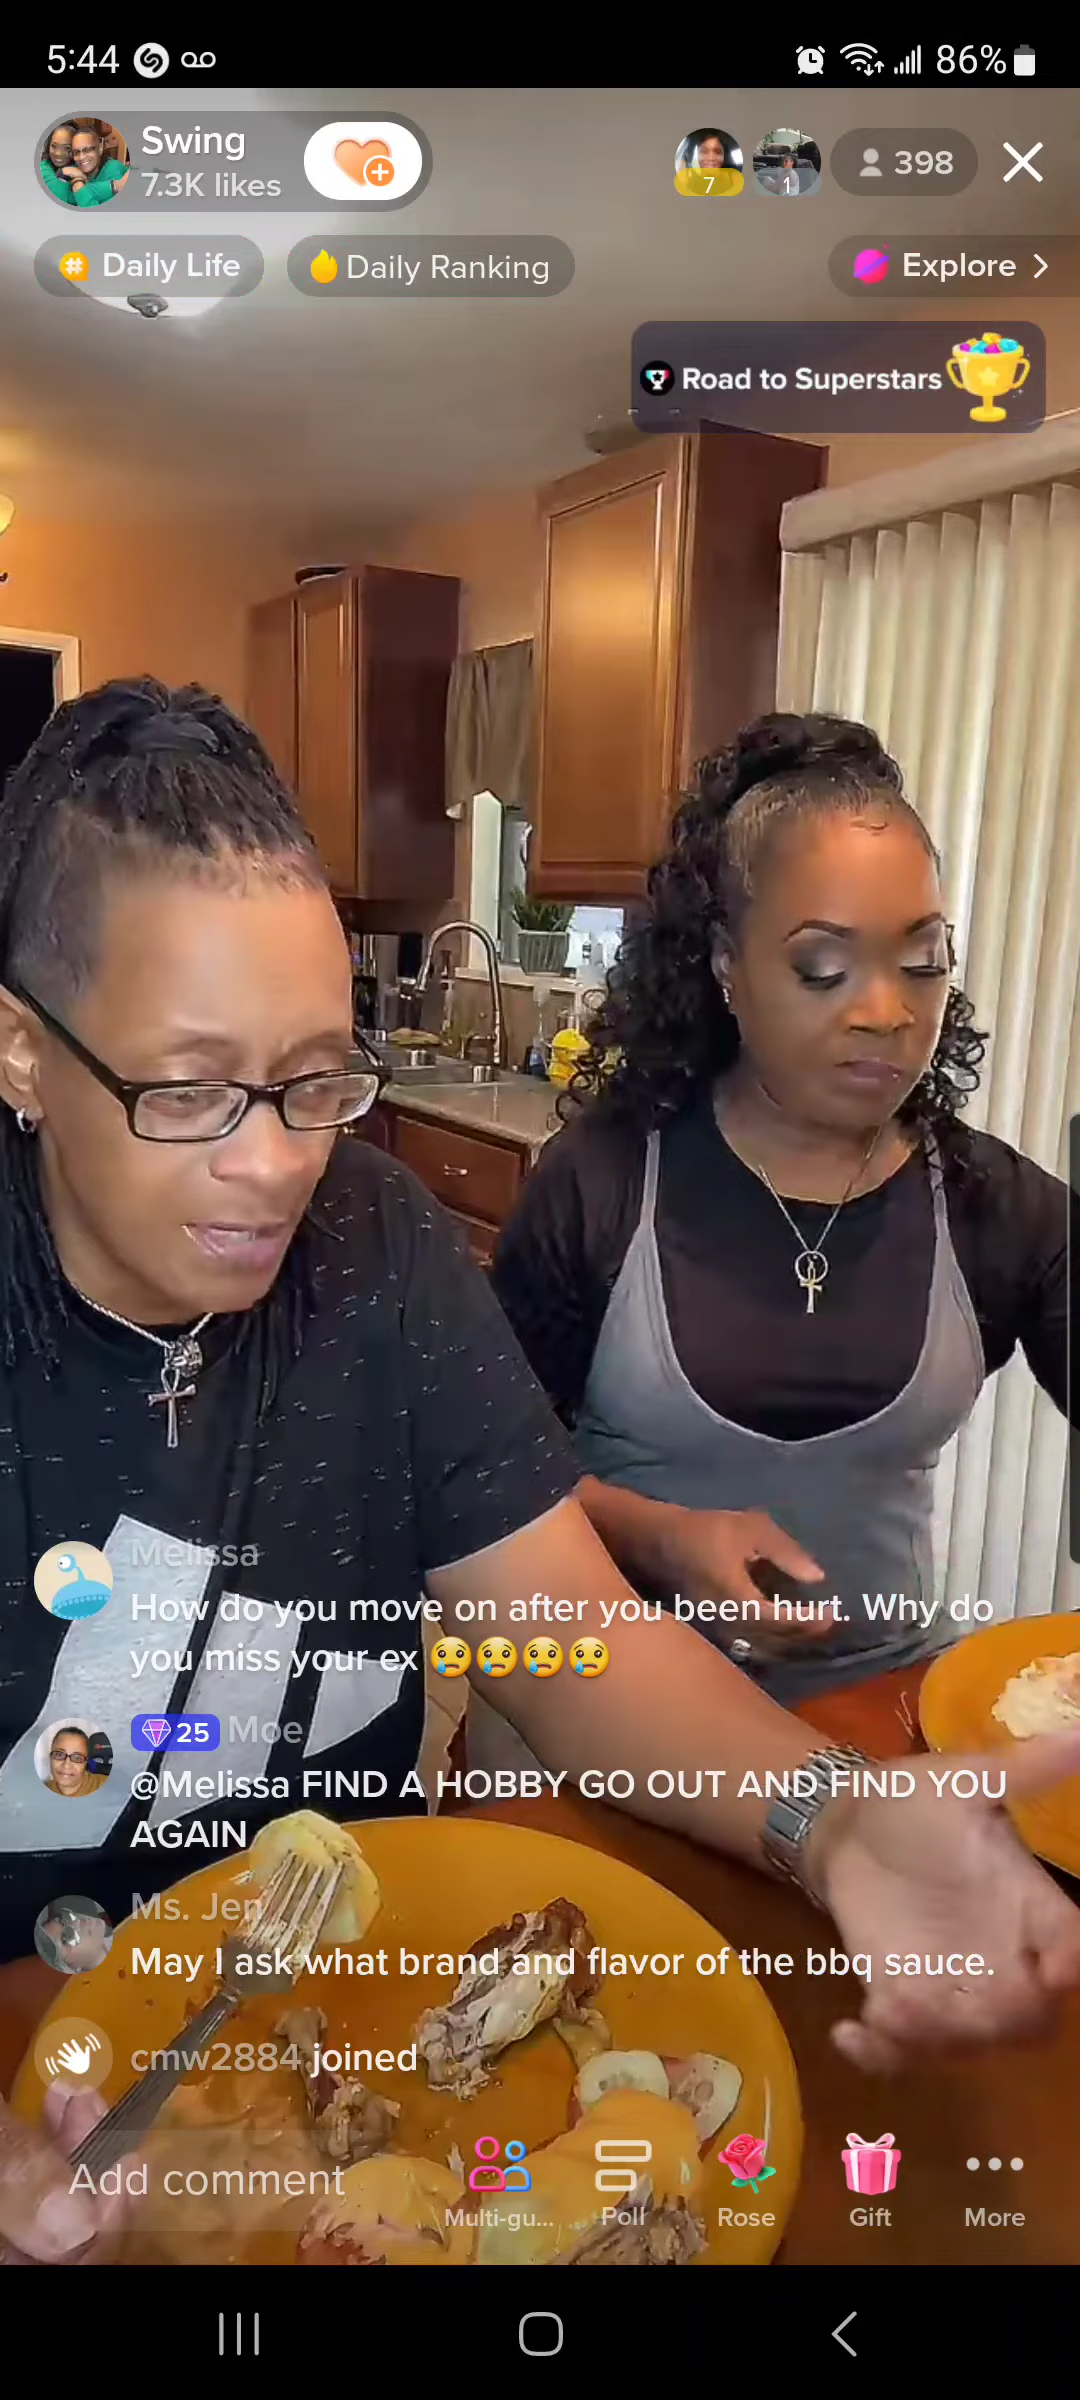 5:44
86%
Swing
7.3K likes
7
1
398
Daily Life
Daily Ranking
Explore >
Road to Superstars
Melissa
How do you move on after you been hurt. Why do
you miss your ex 😢😢😢😢
25 Moe
@Melissa FIND A HOBBY GO OUT AND FIND YOU
AGAIN
Ms. Jen
May I ask what brand and flavor of the bbq sauce.
cmw2884 joined
Add comment
Multi-gu...
Poll
Rose
Gift
More